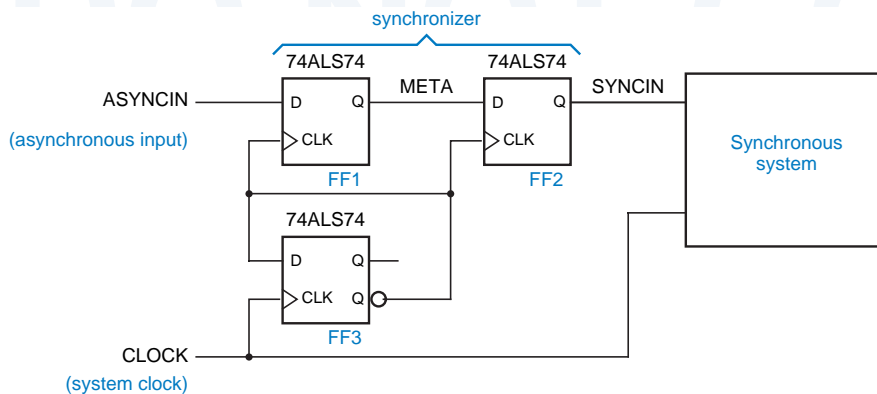 synchronizer
74ALS74
74ALS74
ASYNCIN
D
Q
META
D
Q
SYNCIN
(asynchronous input)
CLK
CLK
Synchronous
system
FF1
FF2
74ALS74
D
Q
CLK
Q
FF3
CLOCK
(system clock)